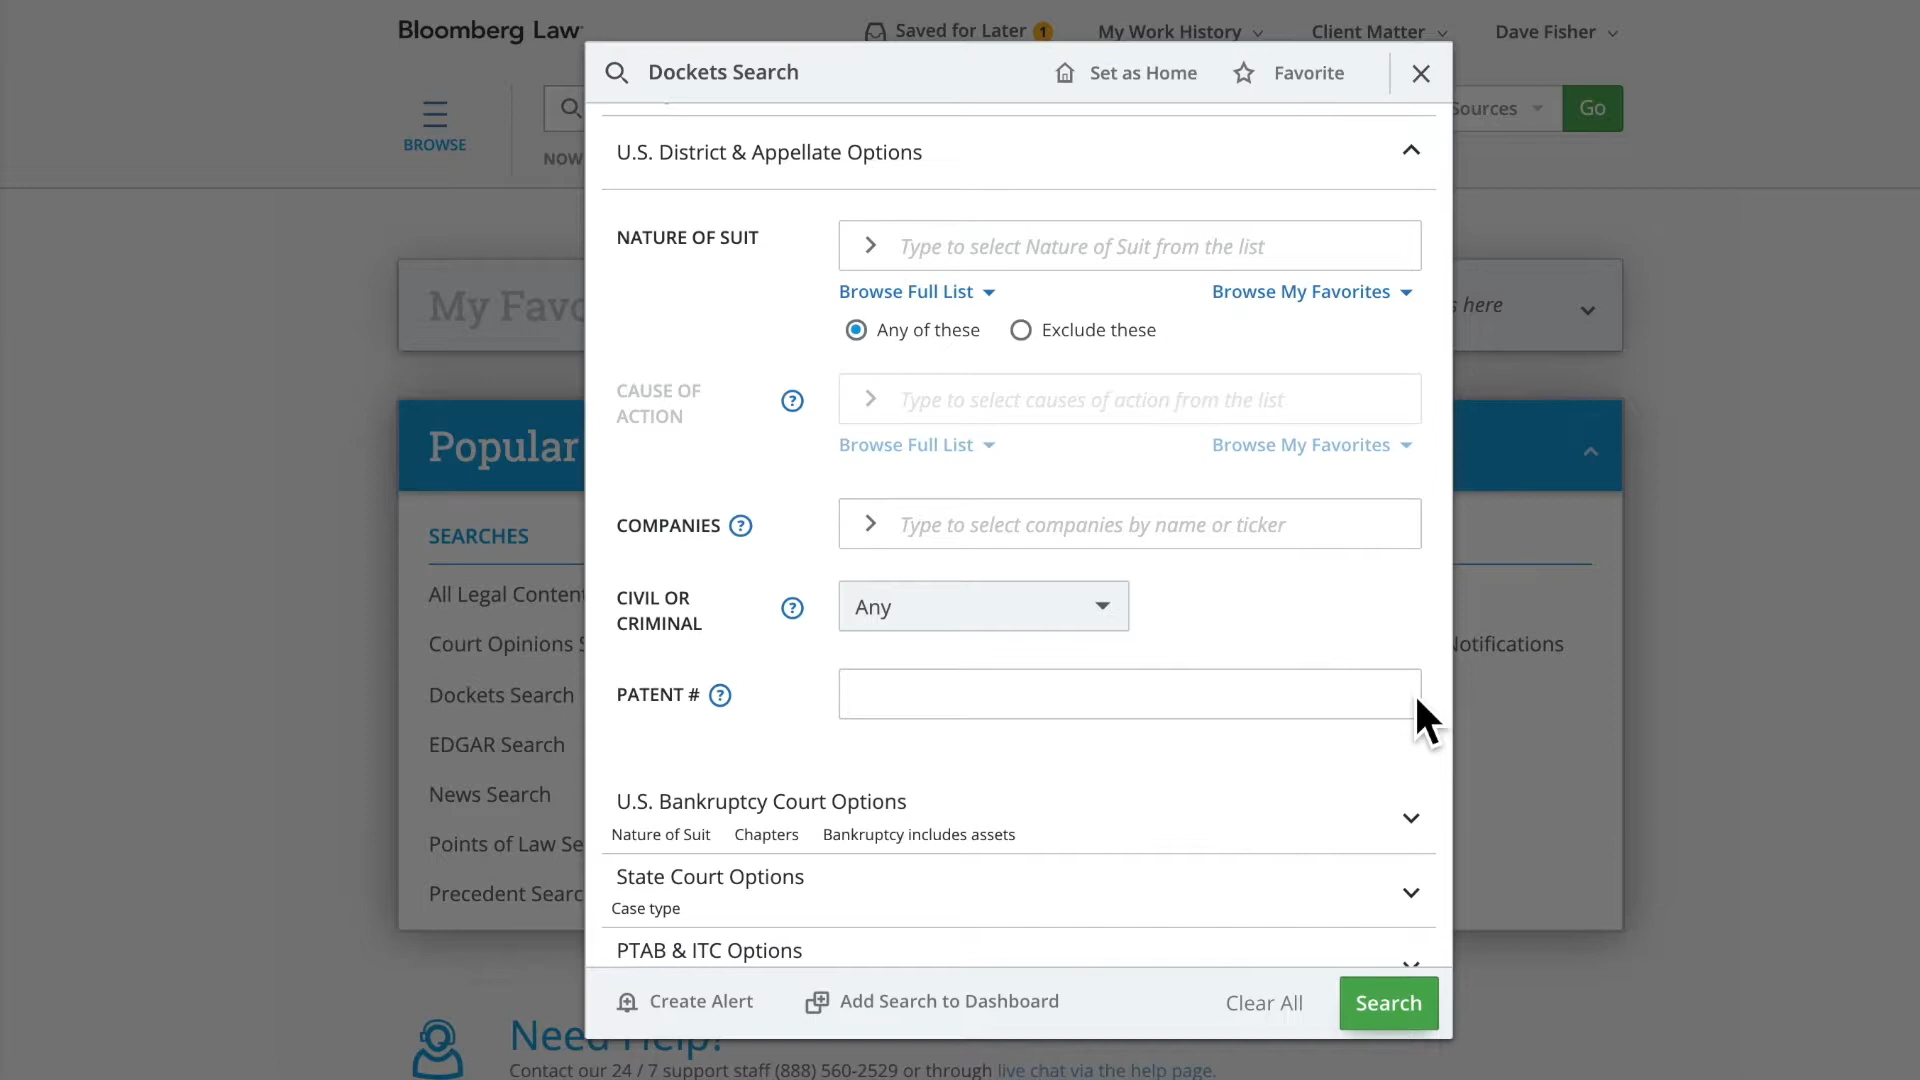 Bloomberg Law
Saved for Later 1
My Work History
Client Matter
Dave Fisher
Dockets Search
Set as Home
Favorite
BROWSE
Sources
Go
NOW
U.S. District & Appellate Options
NATURE OF SUIT
Type to select Nature of Suit from the list
Browse Full List
Browse My Favorites
Any of these
Exclude these
My Favo
here
CAUSE OF
ACTION
Type to select causes of action from the list
Browse Full List
Browse My Favorites
Popular
COMPANIES
Type to select companies by name or ticker
SEARCHES
CIVIL OR
CRIMINAL
Any
All Legal Content
Court Opinions S
Notifications
PATENT #
Dockets Search
EDGAR Search
News Search
Points of Law Se
Precedent Searc
U.S. Bankruptcy Court Options
Nature of Suit Chapters Bankruptcy includes assets
State Court Options
Case type
PTAB & ITC Options
Create Alert
Add Search to Dashboard
Clear All
Search
Need Help?
Contact our 24 / 7 support staff (888) 560-2529 or through live chat via the help page.